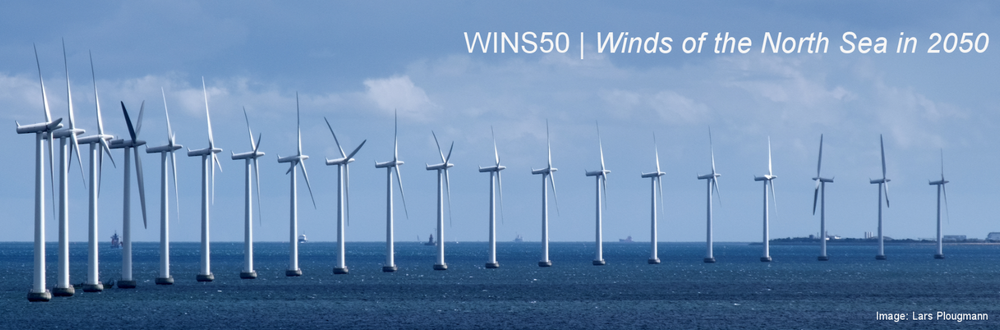 WINS50 | Winds of the North Sea in 2050
Image: Lars Plougmann